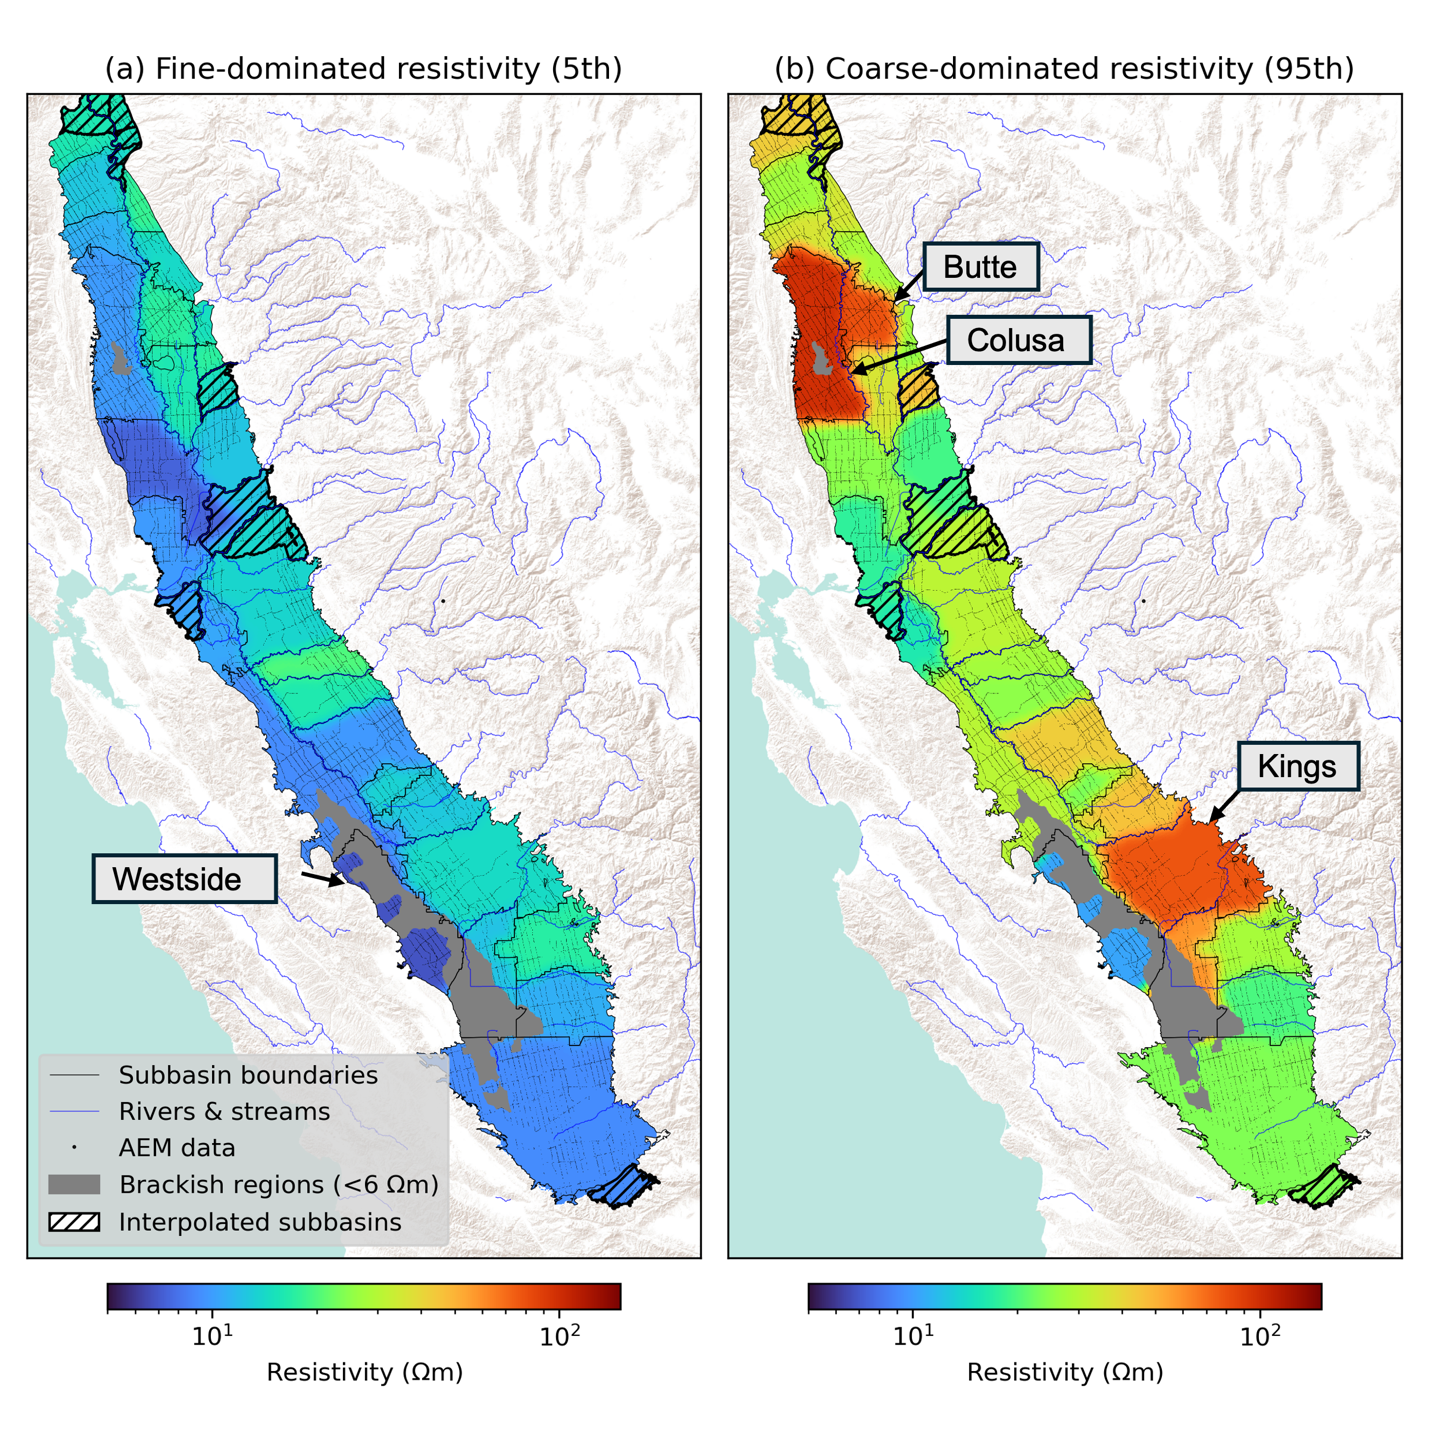 (a) Fine-dominated resistivity (5th)
(b) Coarse-dominated resistivity (95th)
Butte
Colusa
Kings
Westside
Subbasin boundaries
Rivers & streams
AEM data
Brackish regions (<6 Ωm)
Interpolated subbasins
10¹
10²
Resistivity (Ωm)
10¹
10²
Resistivity (Ωm)